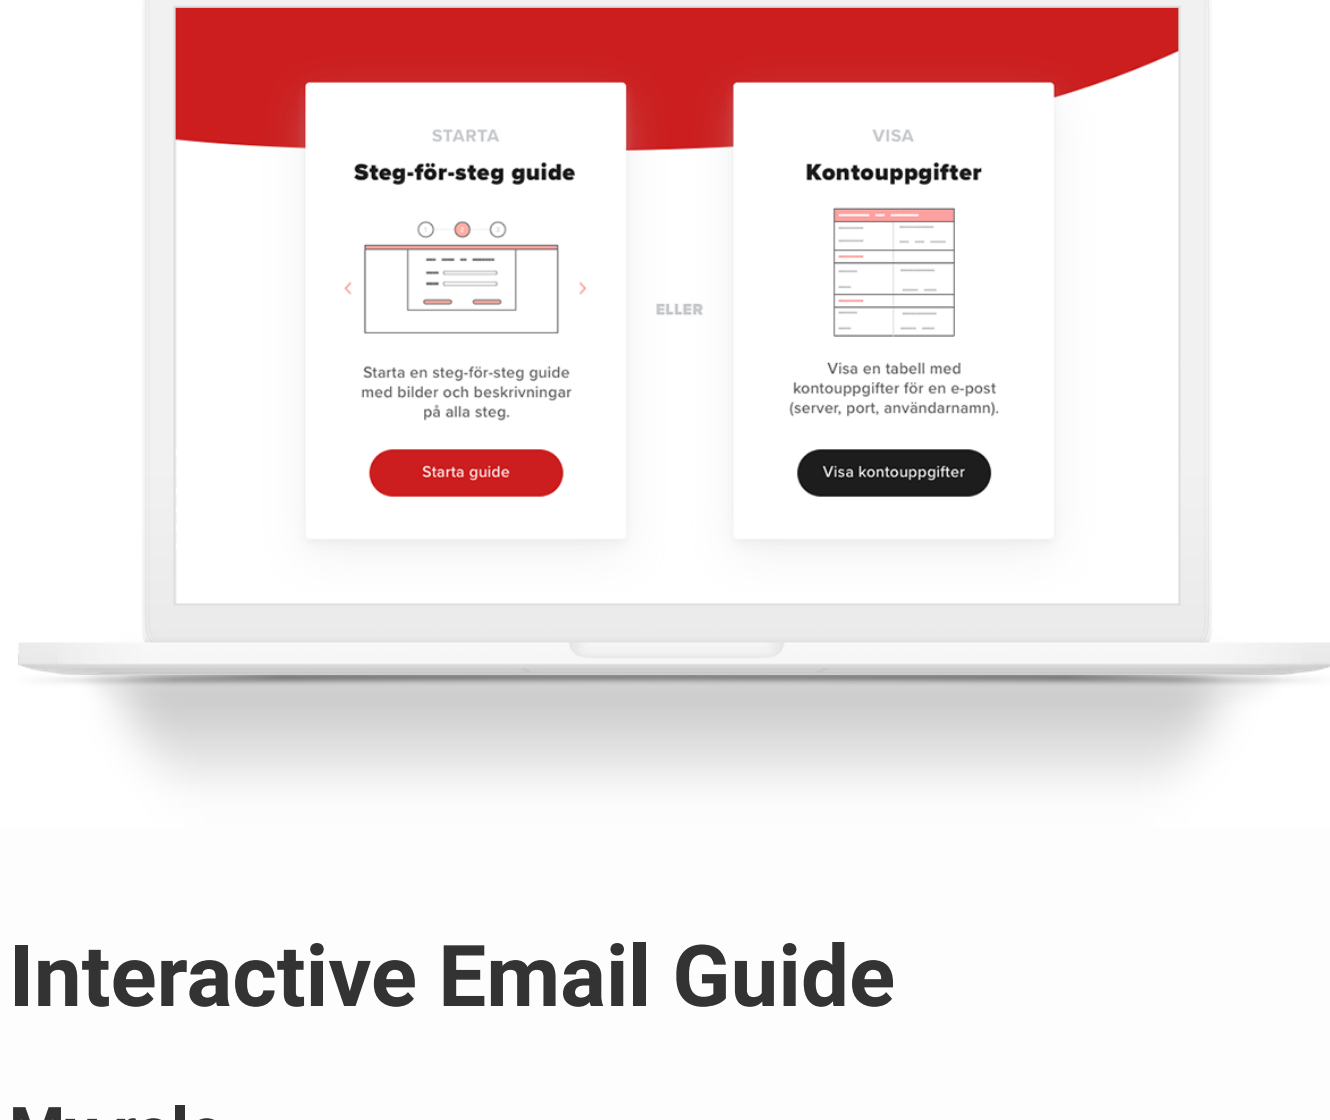 STARTA
Steg-för-steg guide
Starta en steg-för-steg guide
med bilder och beskrivningar
på alla steg.
Starta guide
ELLER
VISA
Kontouppgifter
Visa en tabell med
kontouppgifter för en e-post
(server, port, användarnamn).
Visa kontouppgifter
Interactive Email Guide
My role